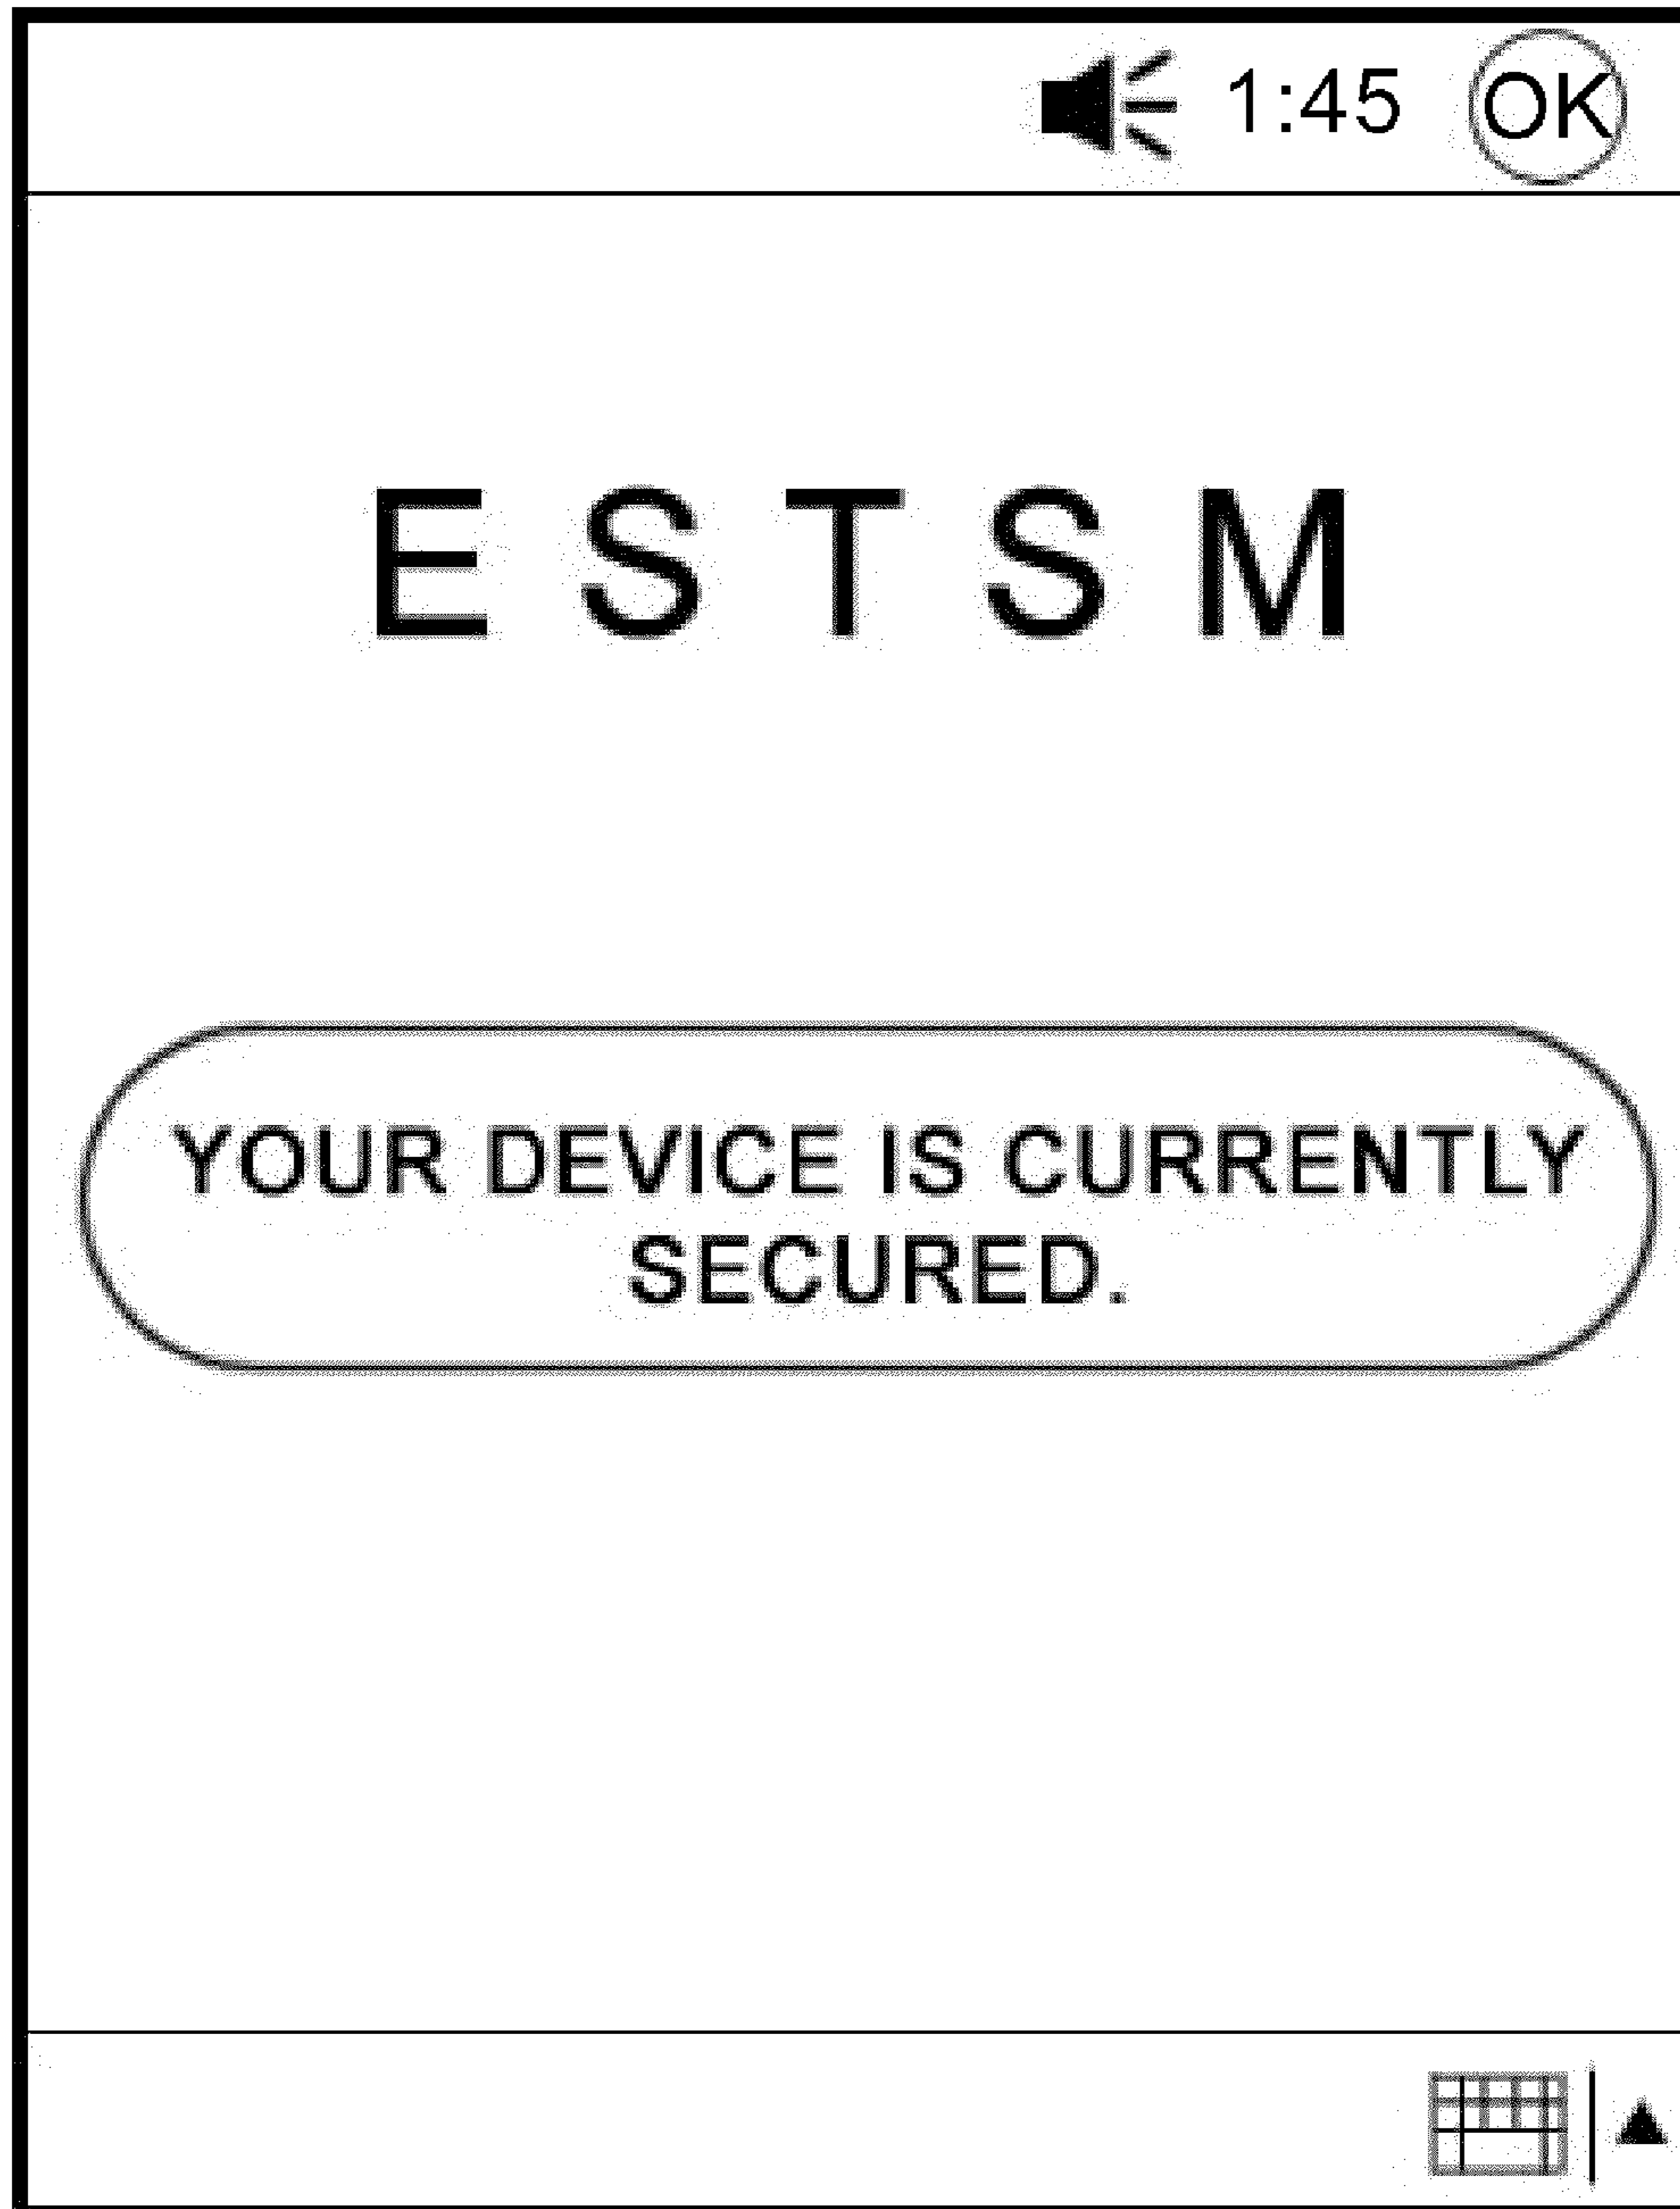 1:45 OK
E S T S M
YOUR DEVICE IS CURRENTLY
SECURED.